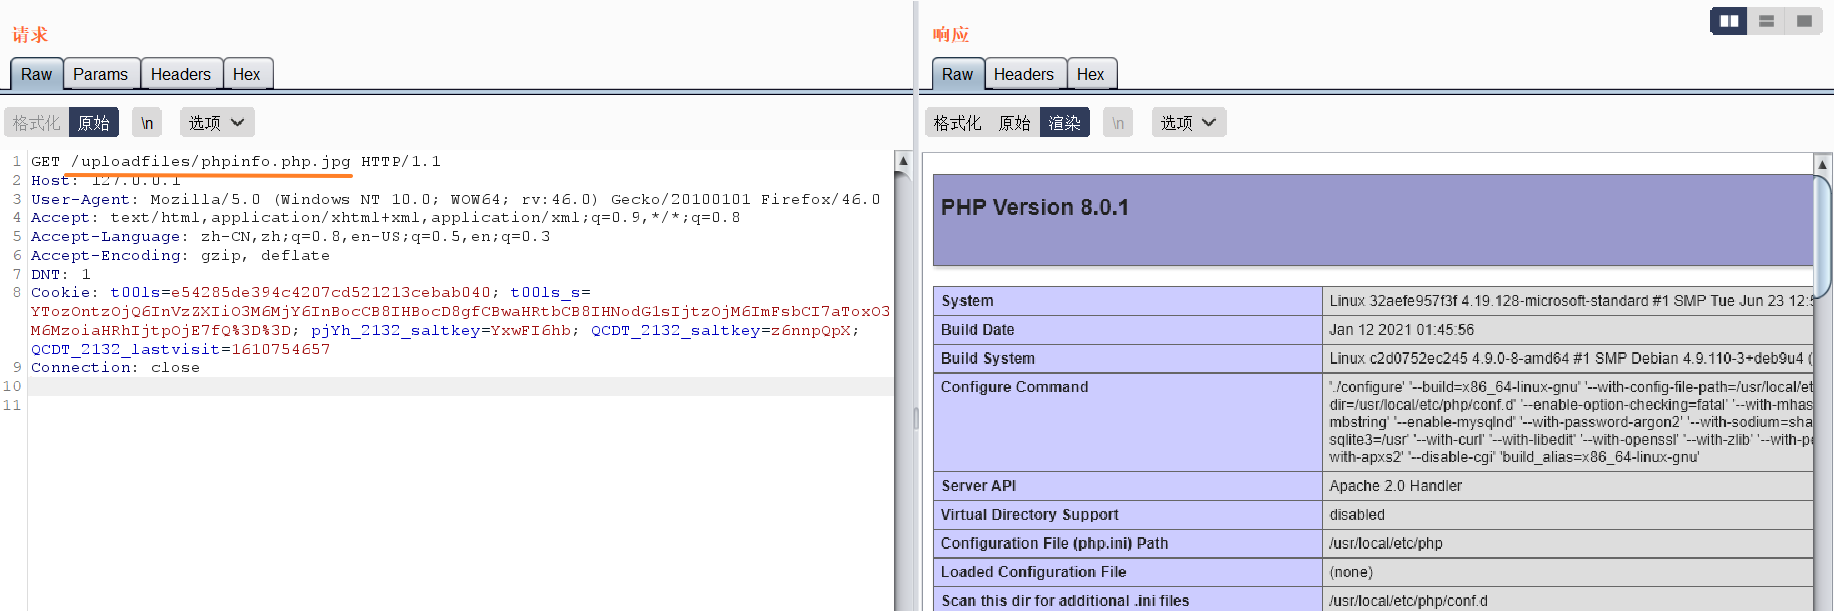 请求
Raw Params Headers Hex
格式化 原始 \n 选项
1 GET /uploadfiles/phpinfo.php.jpg HTTP/1.1
2 Host: 127.0.0.1
3 User-Agent: Mozilla/5.0 (Windows NT 10.0; WOW64; rv:46.0) Gecko/20100101 Firefox/46.0
4 Accept: text/html,application/xhtml+xml,application/xml;q=0.9,*/*;q=0.8
5 Accept-Language: zh-CN,zh;q=0.8,en-US;q=0.5,en;q=0.3
6 Accept-Encoding: gzip, deflate
7 DNT: 1
8 Cookie: t00ls=e54285de394c4207cd521213cebab040; t00ls_s=
YTozOntzOjQ6InVzZXIiO3M6MjY6InBocCB8IHBocD8gfCBwaHRtbCB8IHNodG1sIjtzOjM6ImFsbCI7aToxO3
M6MzoiaHRhIjtpOjE7fQ%3D%3D; pjYh_2132_saltkey=YxwFI6hb; QCDT_2132_saltkey=z6nnpQpX;
QCDT_2132_lastvisit=1610754657
9 Connection: close
10
11
响应
Raw Headers Hex
格式化 原始 渲染 \n 选项
PHP Version 8.0.1
System Linux 32aefe957f3f 4.19.128-microsoft-standard #1 SMP Tue Jun 23 12:5
Build Date Jan 12 2021 01:45:56
Build System Linux c2d0752ec245 4.9.0-8-amd64 #1 SMP Debian 4.9.110-3+deb9u4 (
Configure Command './configure' '--build=x86_64-linux-gnu' '--with-config-file-path=/usr/local/et
dir=/usr/local/etc/php/conf.d' '--enable-option-checking=fatal' '--with-mhas
mbstring' '--enable-mysqlnd' '--with-password-argon2' '--with-sodium=sha
sqlite3=/usr' '--with-curl' '--with-libedit' '--with-openssl' '--with-zlib' '--with-pe
with-apxs2' '--disable-cgi' 'build_alias=x86_64-linux-gnu'
Server API Apache 2.0 Handler
Virtual Directory Support disabled
Configuration File (php.ini) Path /usr/local/etc/php
Loaded Configuration File (none)
Scan this dir for additional .ini files /usr/local/etc/php/conf.d